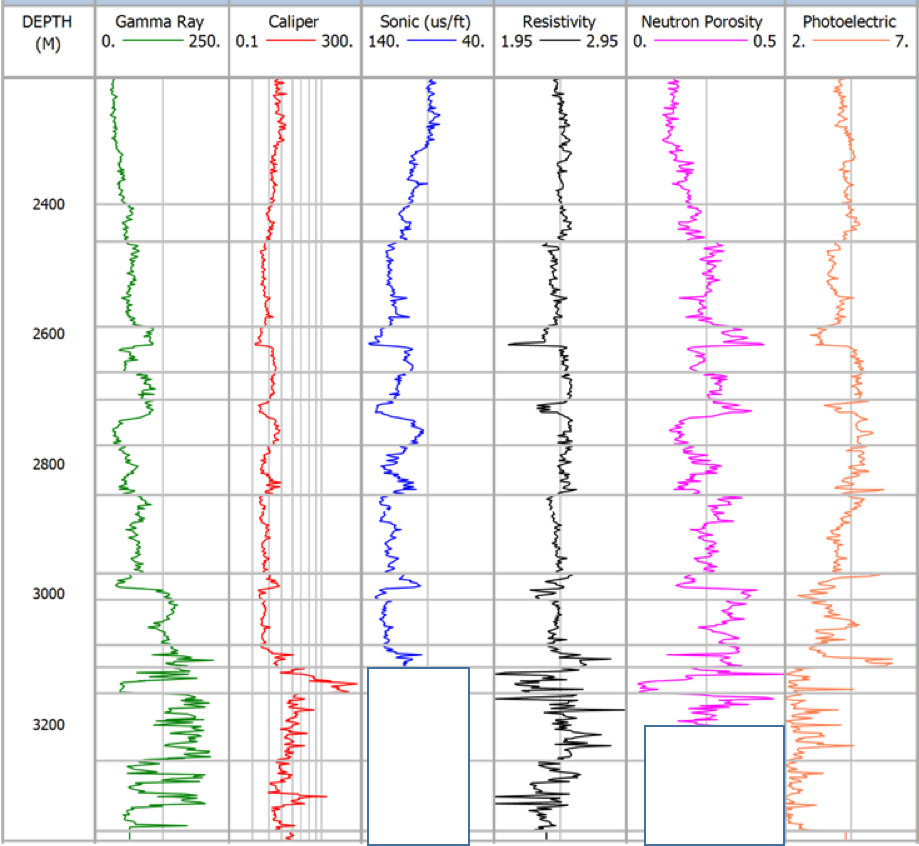 DEPTH (M)
Gamma Ray
0. 250.
Caliper
0.1 300.
Sonic (us/ft)
140. 40.
Resistivity
1.95 2.95
Neutron Porosity
0. 0.5
Photoelectric
2. 7.
2400
2600
2800
3000
3200